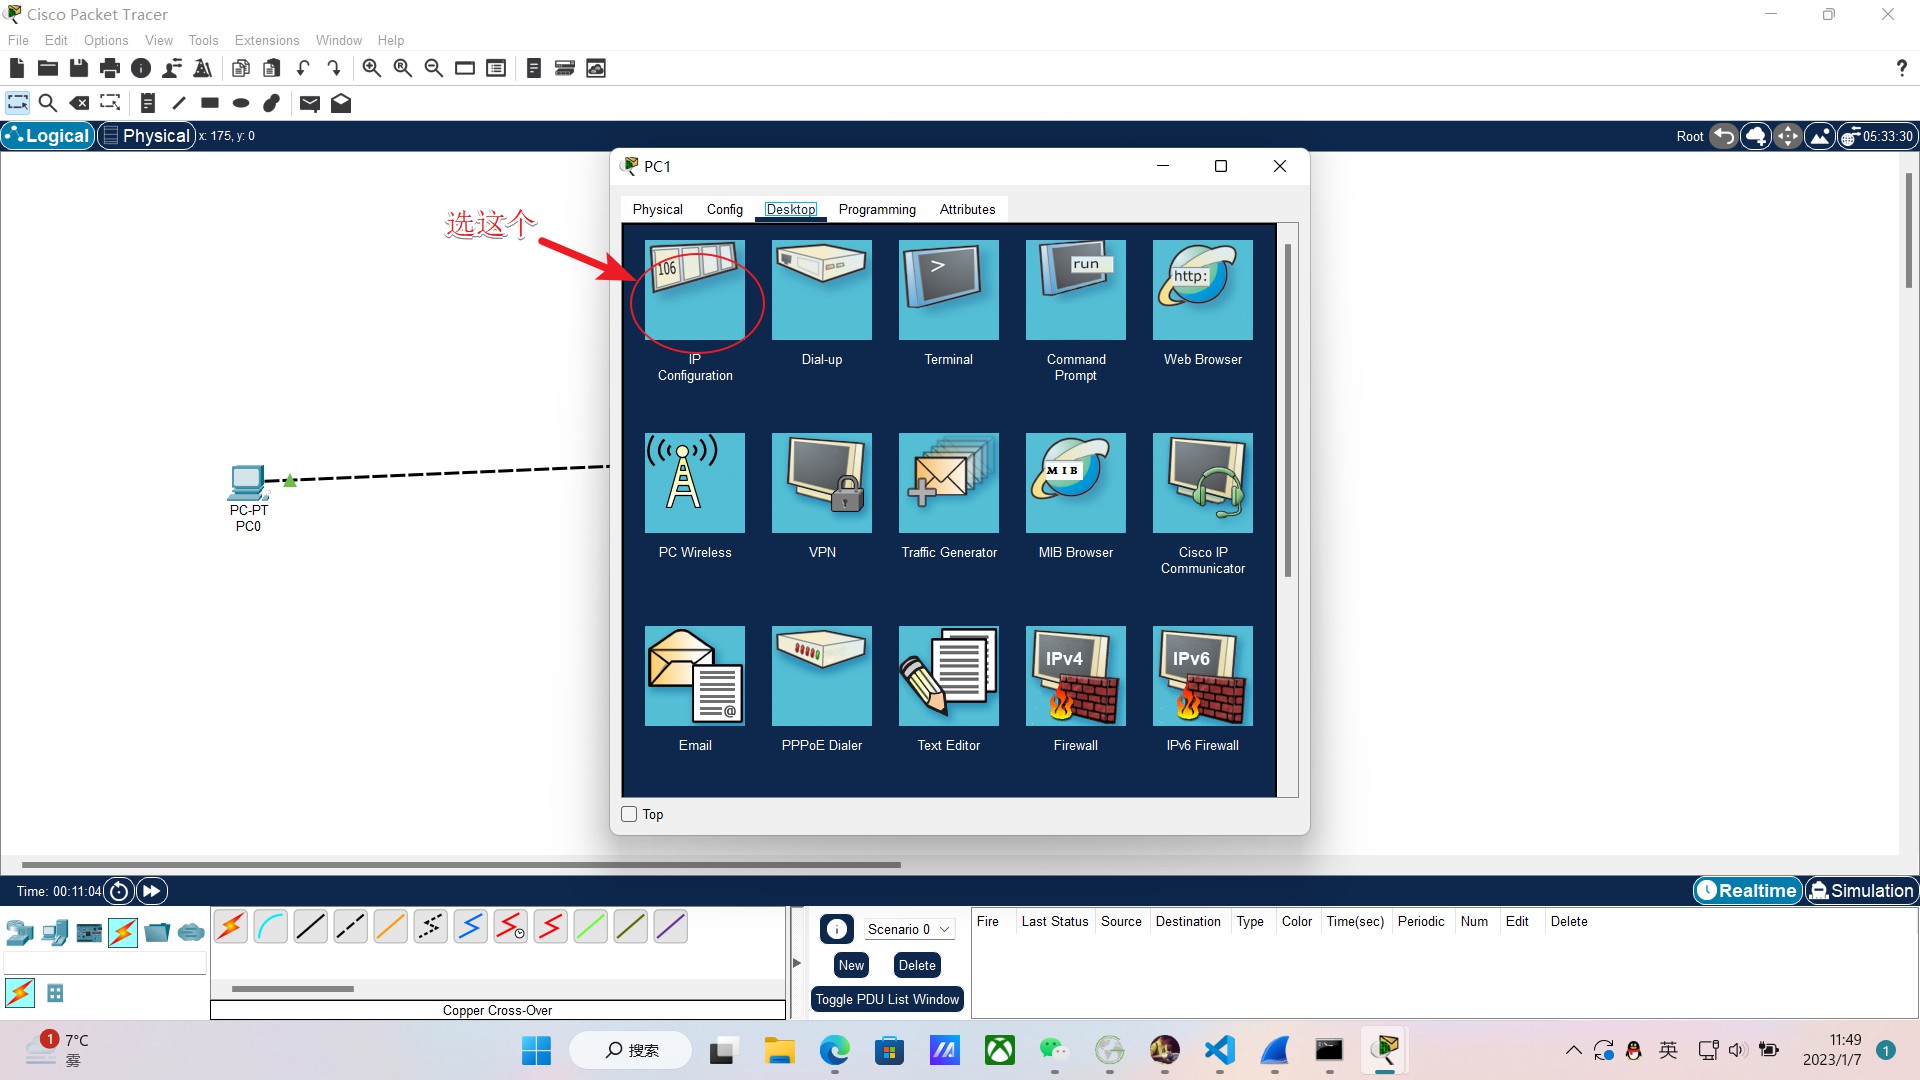 Cisco Packet Tracer
File Edit Options View Tools Extensions Window Help
?
Logical Physical x: 175, y: 0 Root 05:33:30
PC1
Physical Config Desktop Programming Attributes
选这个
106
>
run
http:
IP
Configuration
Dial-up
Terminal
Command
Prompt
Web Browser
MIB
PC Wireless
VPN
Traffic Generator
MIB Browser
Cisco IP
Communicator
PC-PT
PC0
@
IPv4
IPv6
Email
PPPoE Dialer
Text Editor
Firewall
IPv6 Firewall
Top
Time: 00:11:04
Realtime Simulation
Scenario 0
New Delete
Toggle PDU List Window
Fire Last Status Source Destination Type Color Time(sec) Periodic Num Edit Delete
Copper Cross-Over
1
7°C
雾
搜索
英
11:49
2023/1/7
1